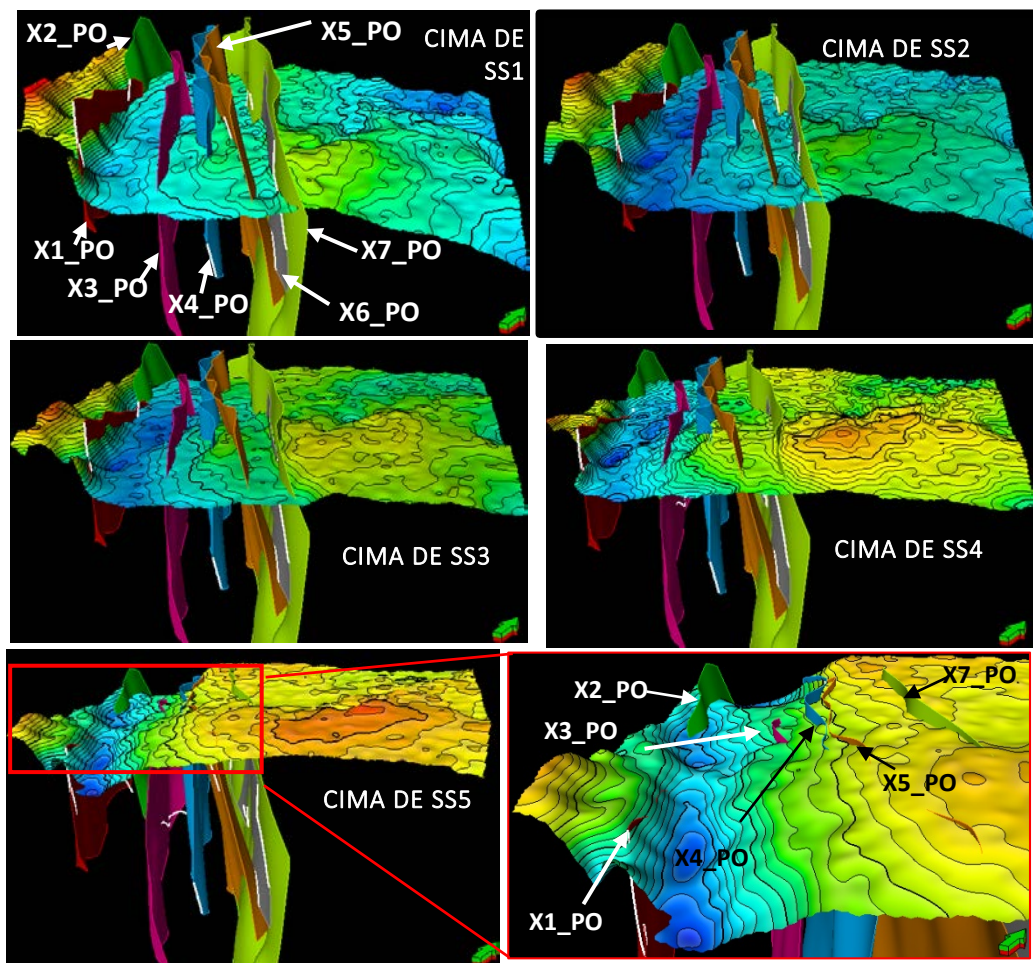 X2_PO
X5_PO
CIMA DE
SS1
X1_PO
X3_PO
X4_PO
X7_PO
X6_PO
CIMA DE SS2
CIMA DE SS3
CIMA DE SS4
CIMA DE SS5
X2_PO
X7_PO
X3_PO
X5_PO
X4_PO
X1_PO